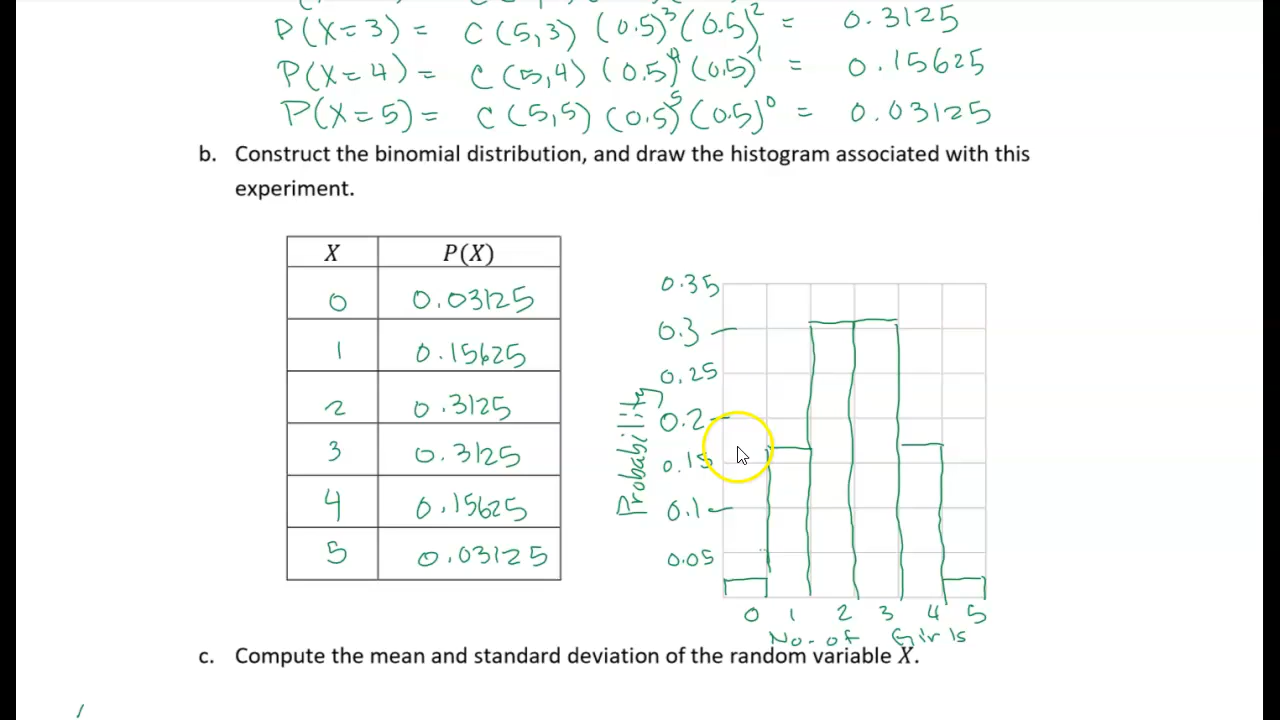 P(X=3) = C(5,3) (0.5)³(0.5)² = 0.3125
P(X=4) = C(5,4) (0.5)⁴(0.5)¹ = 0.15625
P(X=5) = C(5,5) (0.5)⁵(0.5)⁰ = 0.03125
b. Construct the binomial distribution, and draw the histogram associated with this
experiment.
X P(X)
0 0.03125
1 0.15625
2 0.3125
3 0.3125
4 0.15625
5 0.03125
Probability
0.35
0.3
0.25
0.2
0.15
0.1
0.05
0 1 2 3 4 5
No. of Girls
c. Compute the mean and standard deviation of the random variable X.